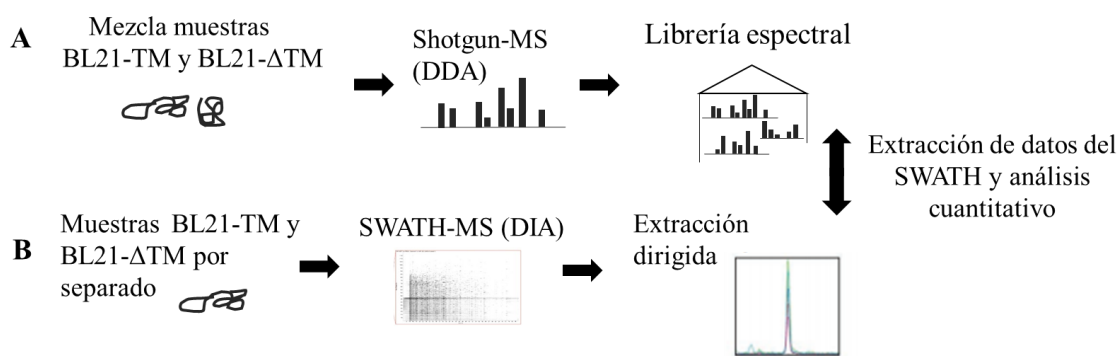 A
Mezcla muestras
BL21-TM y BL21-ΔTM
Shotgun-MS
(DDA)
Librería espectral
Extracción de datos del
SWATH y análisis
cuantitativo
B
Muestras BL21-TM y
BL21-ΔTM por
separado
SWATH-MS (DIA)
Extracción
dirigida